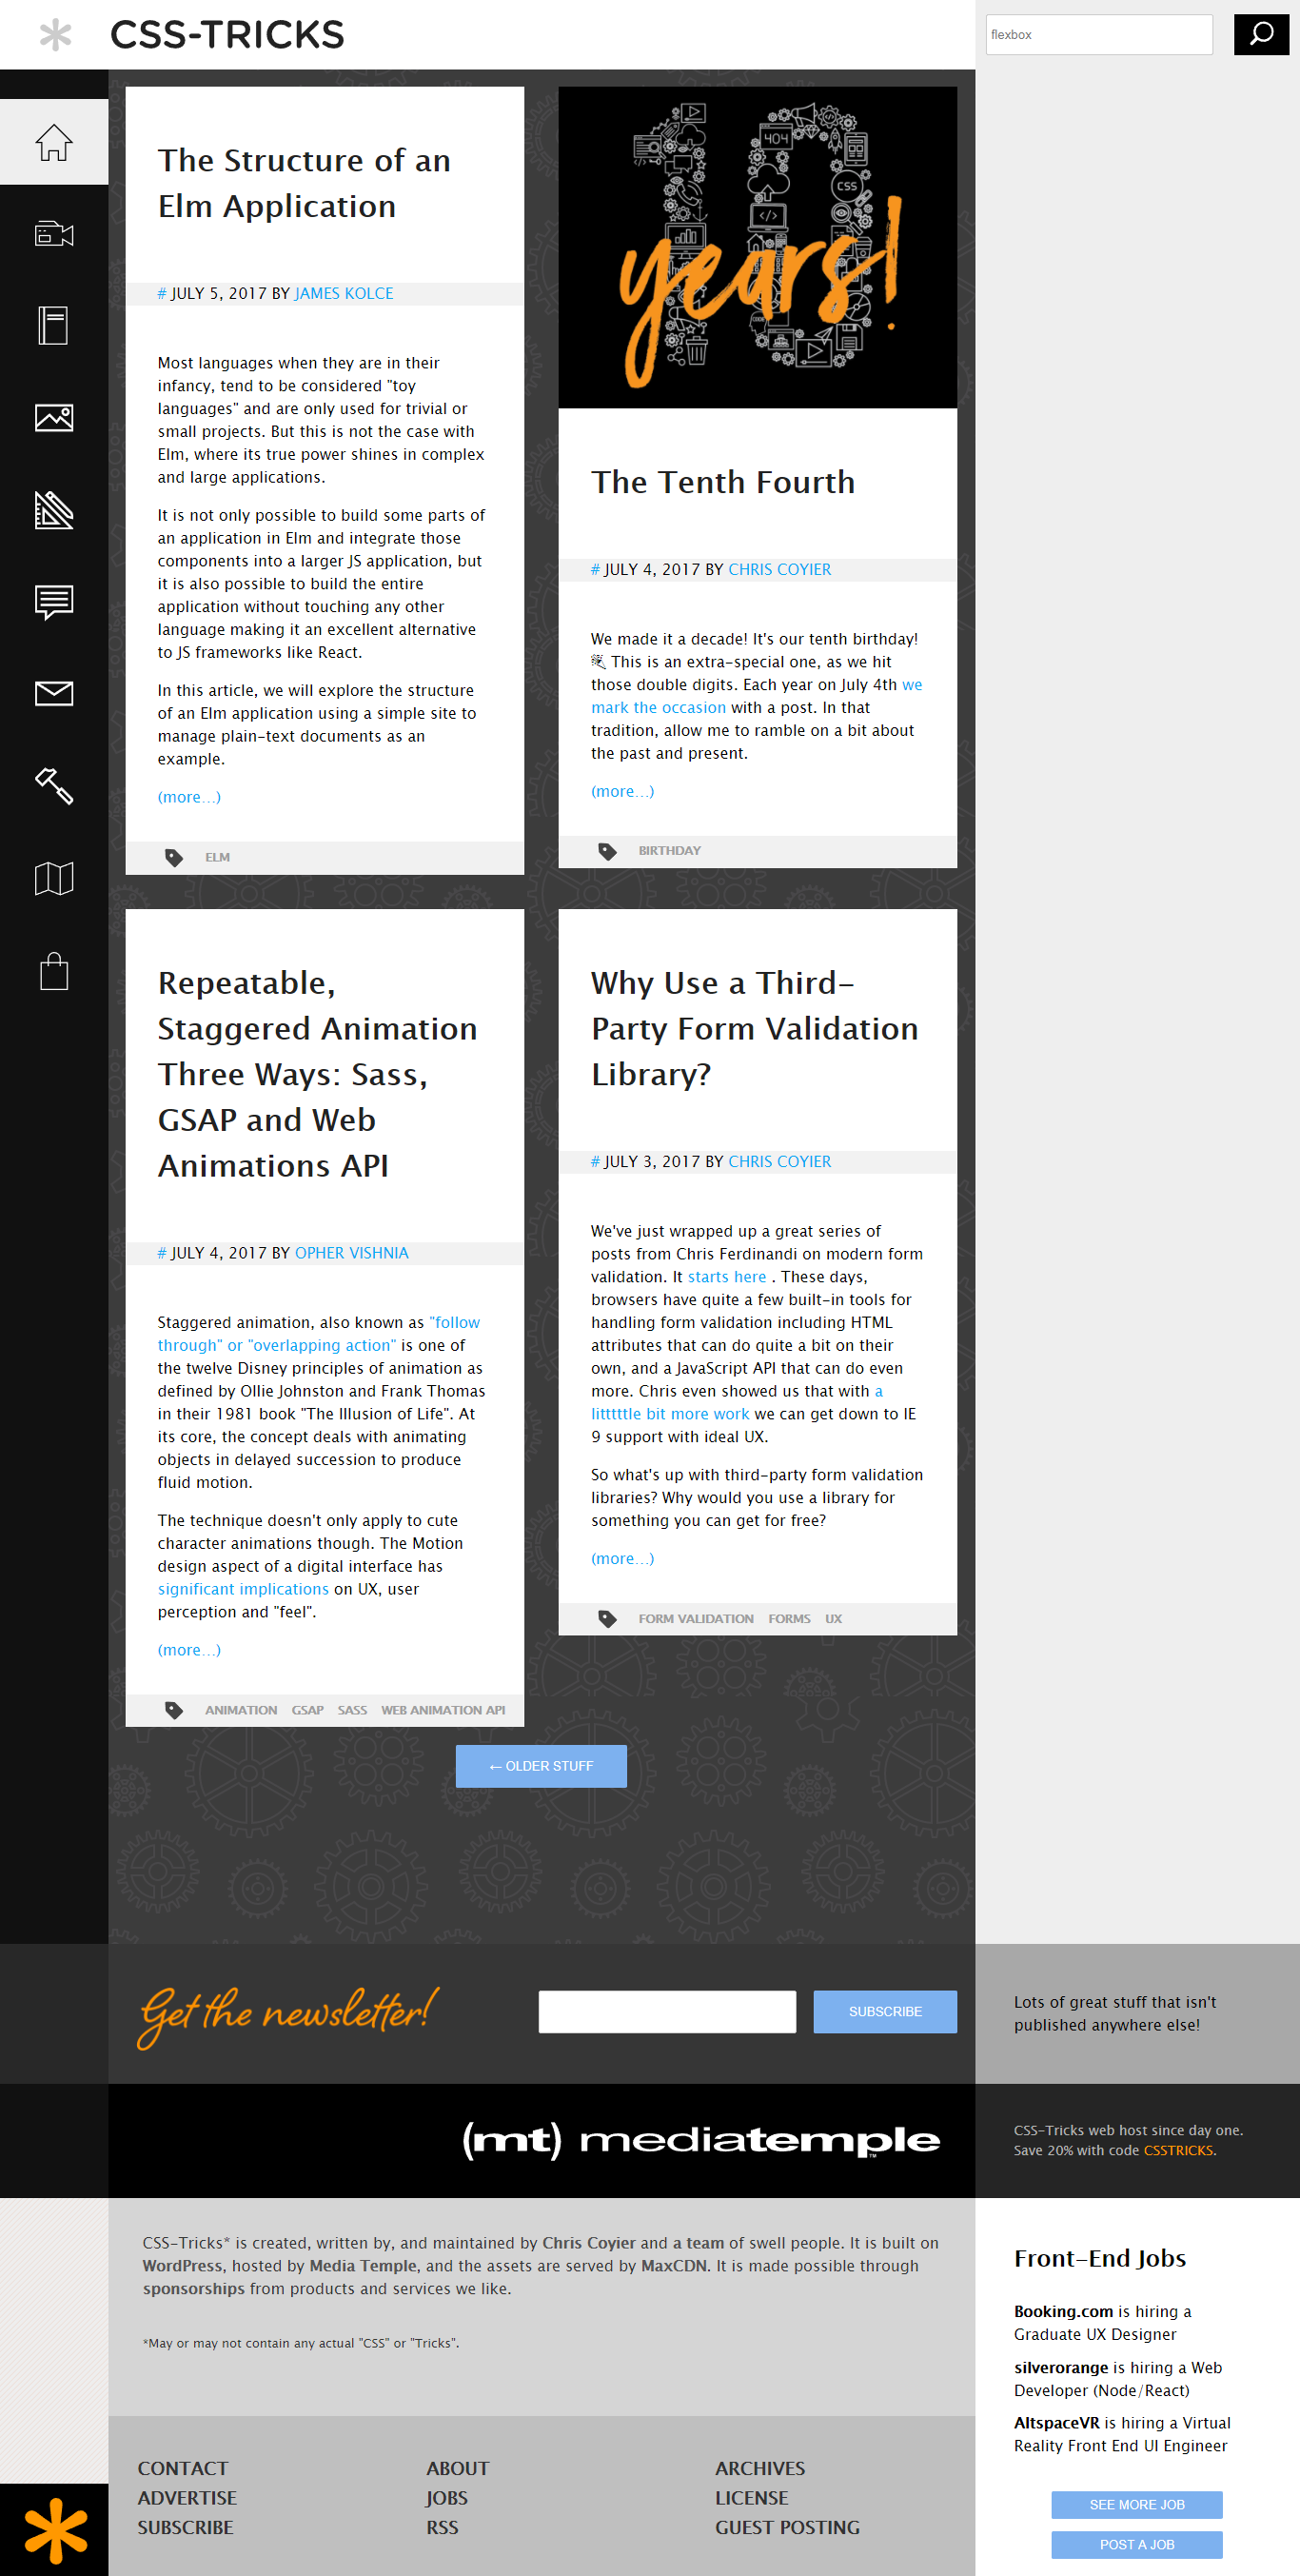 CSS-TRICKS
flexbox
The Structure of an
Elm Application
# JULY 5, 2017 BY JAMES KOLCE
Most languages when they are in their
infancy, tend to be considered "toy
languages" and are only used for trivial or
small projects. But this is not the case with
Elm, where its true power shines in complex
and large applications.
It is not only possible to build some parts of
an application in Elm and integrate those
components into a larger JS application, but
it is also possible to build the entire
application without touching any other
language making it an excellent alternative
to JS frameworks like React.
In this article, we will explore the structure
of an Elm application using a simple site to
manage plain-text documents as an
example.
(more…)
ELM
10
404
CSS
years!
The Tenth Fourth
# JULY 4, 2017 BY CHRIS COYIER
We made it a decade! It's our tenth birthday!
This is an extra-special one, as we hit
those double digits. Each year on July 4th we
mark the occasion with a post. In that
tradition, allow me to ramble on a bit about
the past and present.
(more…)
BIRTHDAY
Repeatable,
Staggered Animation
Three Ways: Sass,
GSAP and Web
Animations API
# JULY 4, 2017 BY OPHER VISHNIA
Staggered animation, also known as "follow
through" or "overlapping action" is one of
the twelve Disney principles of animation as
defined by Ollie Johnston and Frank Thomas
in their 1981 book "The Illusion of Life". At
its core, the concept deals with animating
objects in delayed succession to produce
fluid motion.
The technique doesn't only apply to cute
character animations though. The Motion
design aspect of a digital interface has
significant implications on UX, user
perception and "feel".
(more…)
ANIMATION GSAP SASS WEB ANIMATION API
Why Use a Third-
Party Form Validation
Library?
# JULY 3, 2017 BY CHRIS COYIER
We've just wrapped up a great series of
posts from Chris Ferdinandi on modern form
validation. It starts here . These days,
browsers have quite a few built-in tools for
handling form validation including HTML
attributes that can do quite a bit on their
own, and a JavaScript API that can do even
more. Chris even showed us that with a
litttttle bit more work we can get down to IE
9 support with ideal UX.
So what's up with third-party form validation
libraries? Why would you use a library for
something you can get for free?
(more…)
FORM VALIDATION FORMS UX
← OLDER STUFF
Get the newsletter!
SUBSCRIBE
Lots of great stuff that isn't
published anywhere else!
(mt) mediatemple™
CSS-Tricks web host since day one.
Save 20% with code CSSTRICKS.
CSS-Tricks* is created, written by, and maintained by Chris Coyier and a team of swell people. It is built on
WordPress, hosted by Media Temple, and the assets are served by MaxCDN. It is made possible through
sponsorships from products and services we like.
*May or may not contain any actual "CSS" or "Tricks".
Front-End Jobs
Booking.com is hiring a
Graduate UX Designer
silverorange is hiring a Web
Developer (Node/React)
AltspaceVR is hiring a Virtual
Reality Front End UI Engineer
SEE MORE JOB
POST A JOB
CONTACT
ADVERTISE
SUBSCRIBE
ABOUT
JOBS
RSS
ARCHIVES
LICENSE
GUEST POSTING